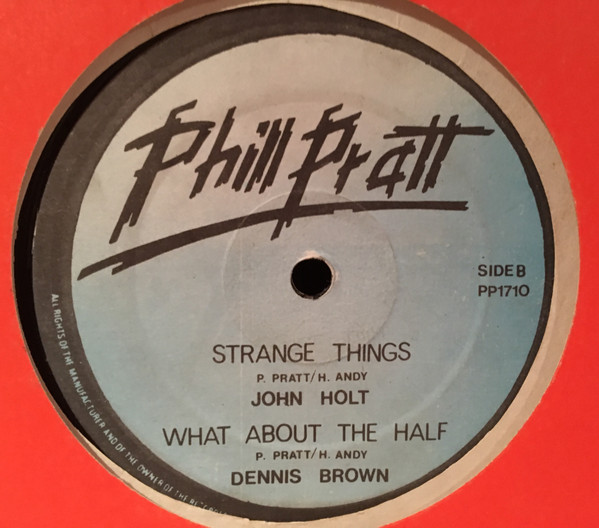 Phill Pratt
SIDE B
PP1710
STRANGE THINGS
P. PRATT/H. ANDY
JOHN HOLT
WHAT ABOUT THE HALF
P. PRATT/H. ANDY
DENNIS BROWN
ALL RIGHTS OF THE MANUFACTURER AND OF THE OWNER OF THE